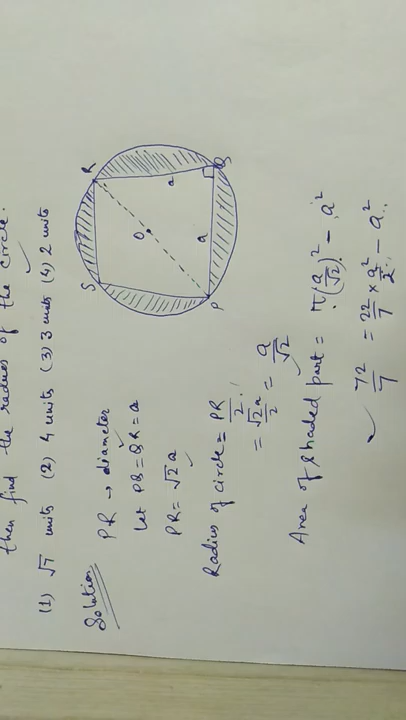 then find the radius of the circle.
(1) √7 units (2) 4 units (3) 3 units (4) 2 units
Solution
PR → diameter
Let PQ = QR = a
PR = √2 a
Radius of circle = PR/2
= √2a/2 = a/√2
Area of shaded part = π(a/√2)² - a²
72/7 = 22/7 × a²/2 - a²
R
S
O
a
Q
a
P